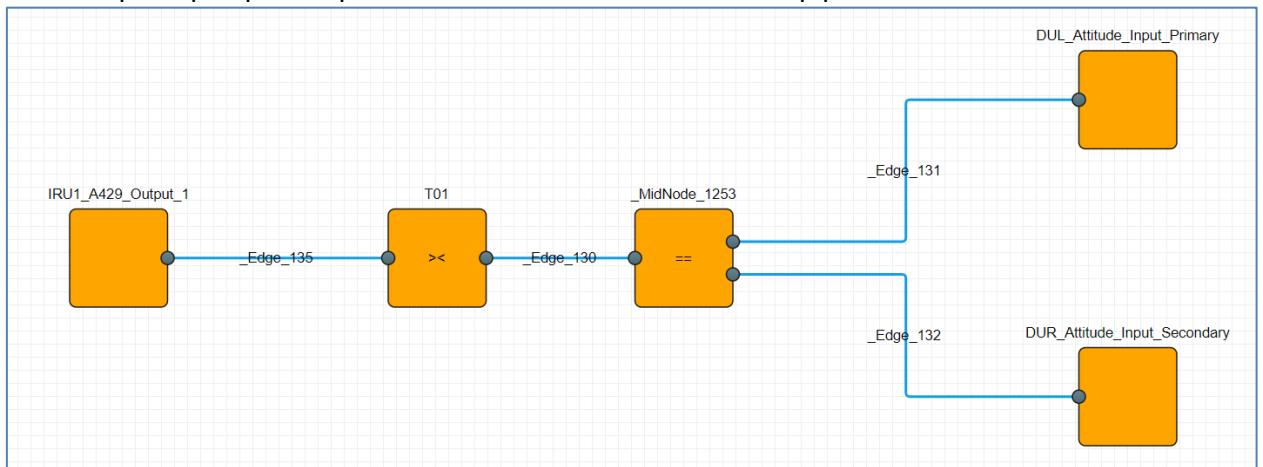 DUL_Attitude_Input_Primary
_Edge_131
IRU1_A429_Output_1
T01
_MidNode_1253
_Edge_135
><
_Edge_130
==
_Edge_132
DUR_Attitude_Input_Secondary